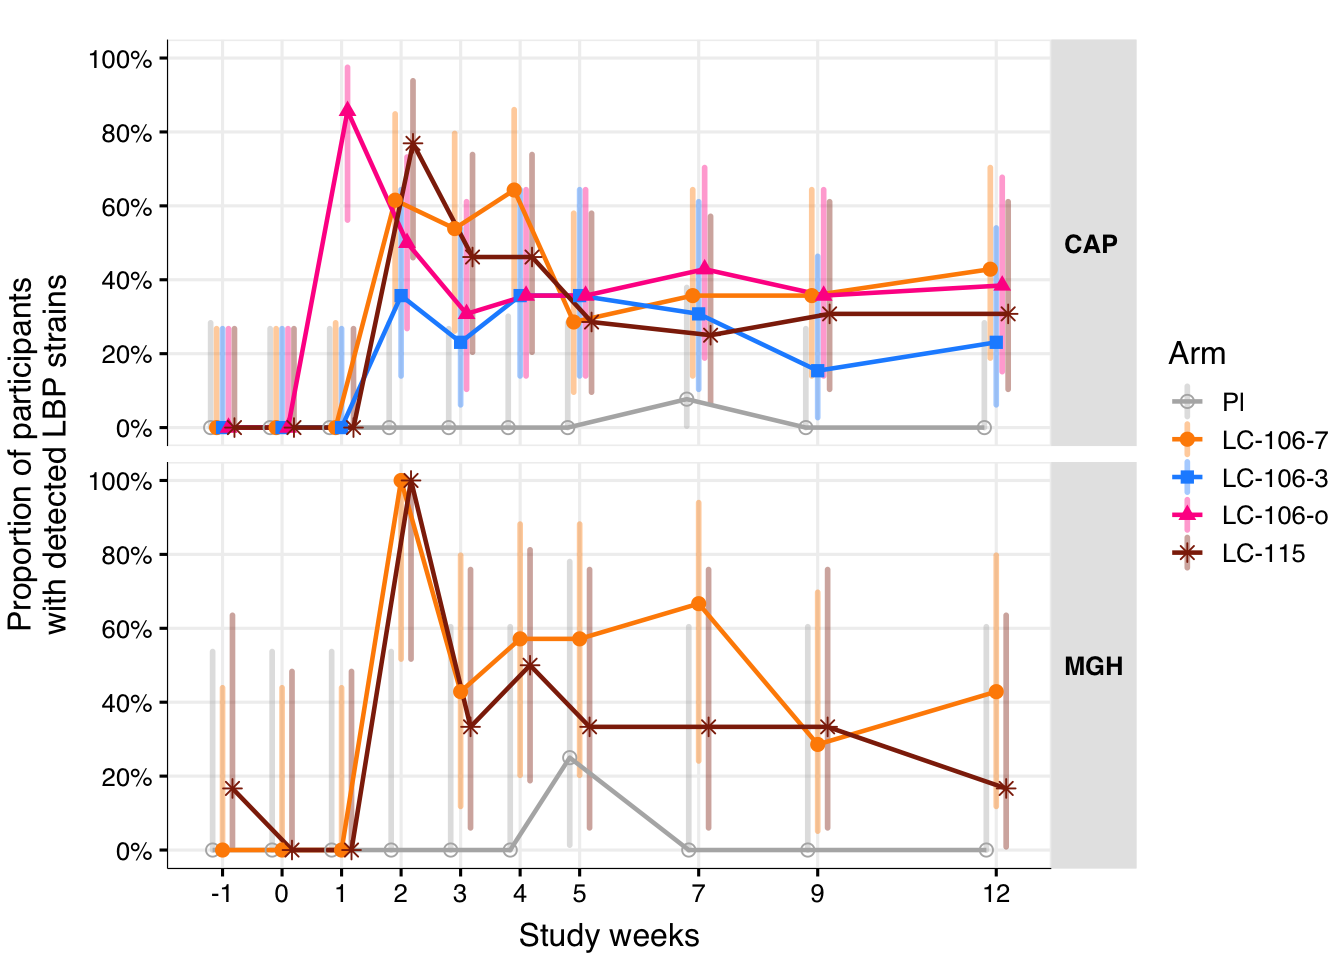 Proportion of participants
with detected LBP strains
100%
80%
60%
40%
20%
0%
CAP
100%
80%
60%
40%
20%
0%
MGH
-1 0 1 2 3 4 5 7 9 12
Study weeks
Arm
Pl
LC-106-7
LC-106-3
LC-106-o
LC-115